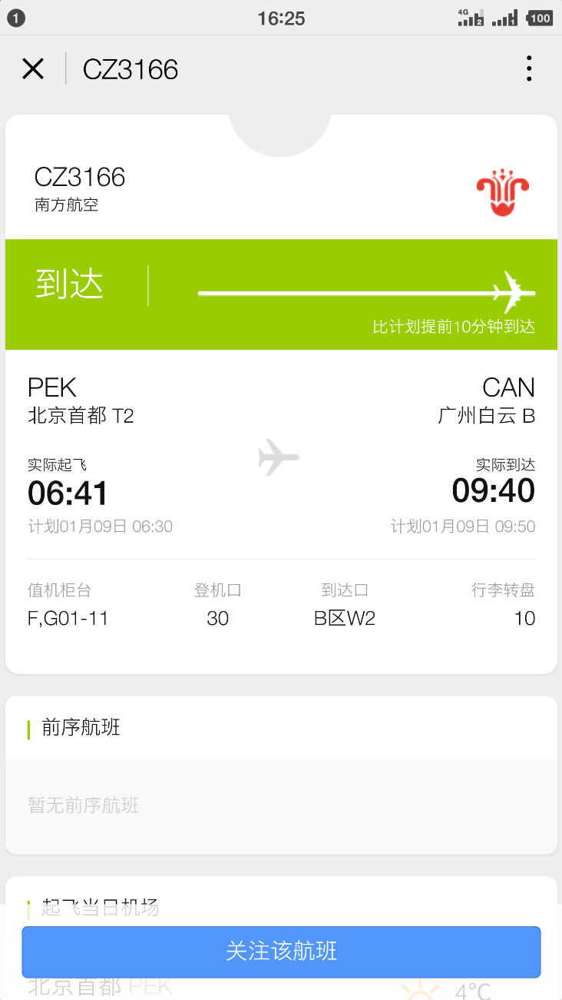 1 16:25 4G 2 1 100
CZ3166
CZ3166
南方航空
到达
比计划提前10分钟到达
PEK CAN
北京首都 T2 广州白云 B
实际起飞 实际到达
06:41 09:40
计划01月09日 06:30 计划01月09日 09:50
值机柜台 登机口 到达口 行李转盘
F,G01-11 30 B区W2 10
前序航班
暂无前序航班
起飞当日机场
关注该航班
北京首都 PEK 4°C